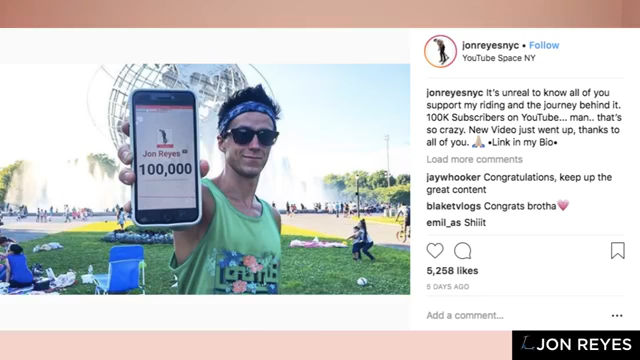 jonreyesnyc • Follow
YouTube Space NY
jonreyesnyc It's unreal to know all of you
support my riding and the journey behind it.
100K Subscribers on YouTube... man.. that's
so crazy. New Video just went up, thanks to
all of you. 🙏🏼 •Link in my Bio•
Load more comments
jaywhooker Congratulations, keep up the
great content
blaketvlogs Congrats brotha💗
emil_as Shiiit
5,258 likes
5 DAYS AGO
Add a comment...
Jon Reyes
100,000
JON REYES